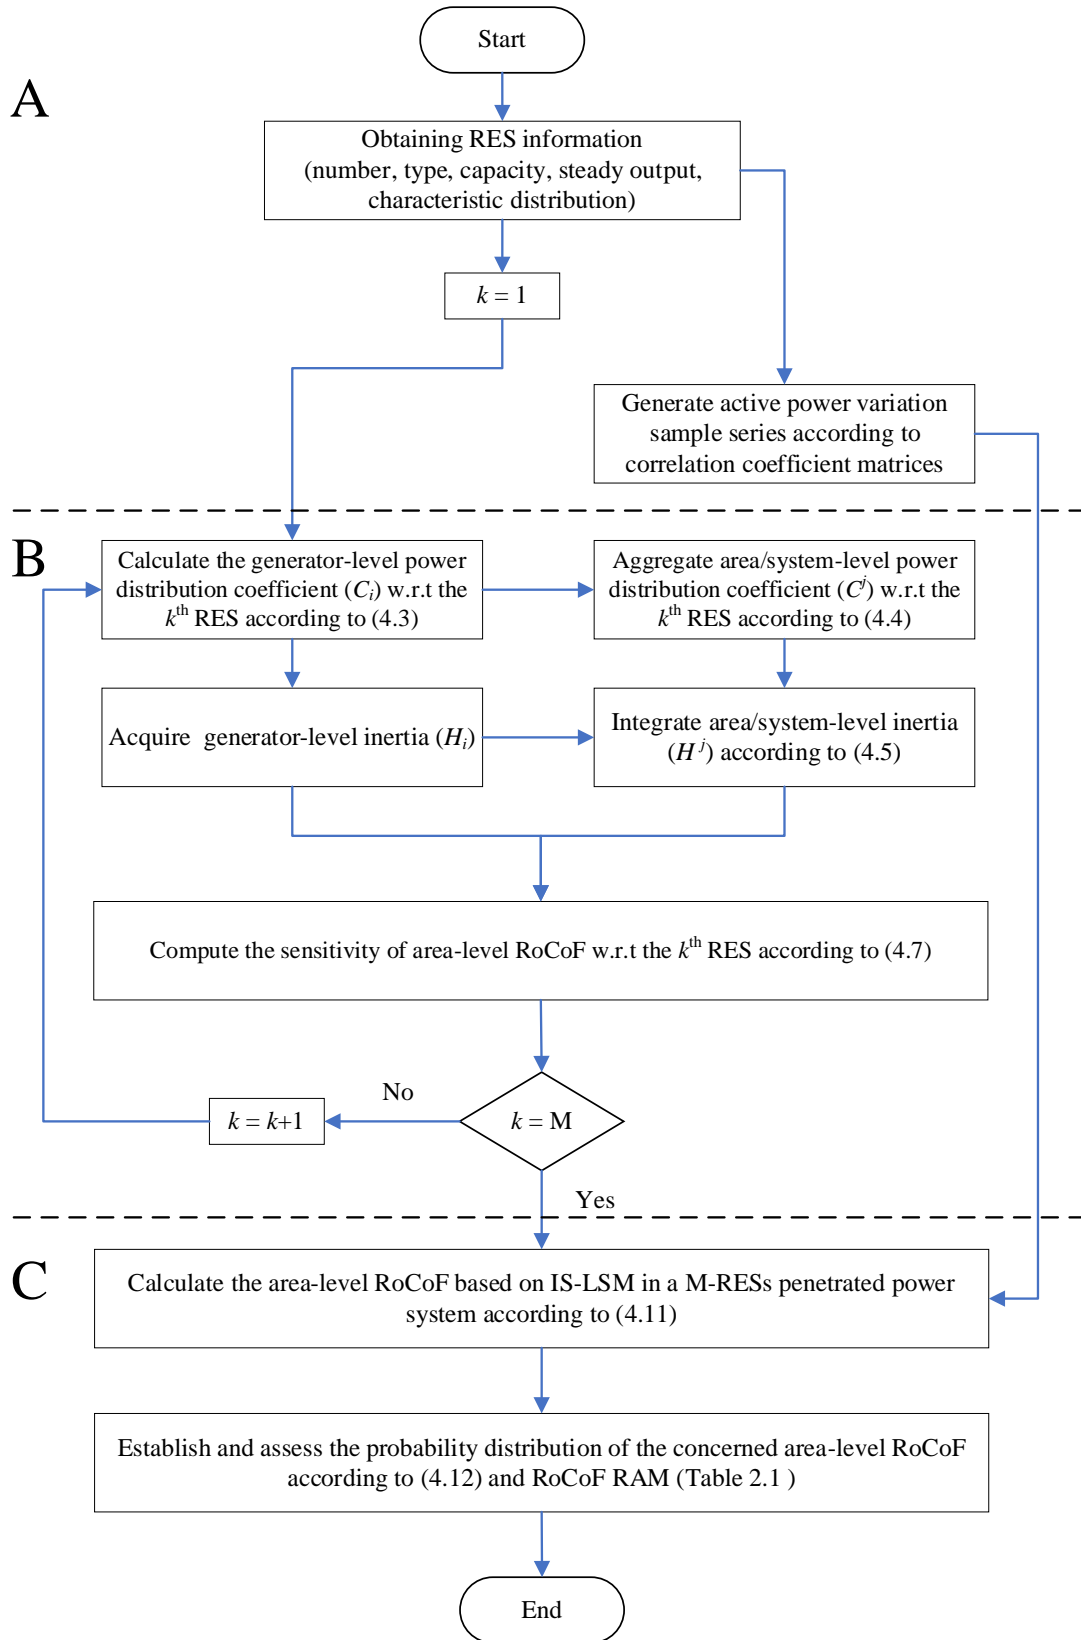 Start
A
Obtaining RES information
(number, type, capacity, steady output,
characteristic distribution)
k = 1
Generate active power variation
sample series according to
correlation coefficient matrices
B
Calculate the generator-level power
distribution coefficient (Ci) w.r.t the
kth RES according to (4.3)
Aggregate area/system-level power
distribution coefficient (Cj) w.r.t the
kth RES according to (4.4)
Acquire generator-level inertia (Hi)
Integrate area/system-level inertia
(Hj) according to (4.5)
Compute the sensitivity of area-level RoCoF w.r.t the kth RES according to (4.7)
No
k = k+1
k = M
Yes
C
Calculate the area-level RoCoF based on IS-LSM in a M-RESs penetrated power
system according to (4.11)
Establish and assess the probability distribution of the concerned area-level RoCoF
according to (4.12) and RoCoF RAM (Table 2.1 )
End